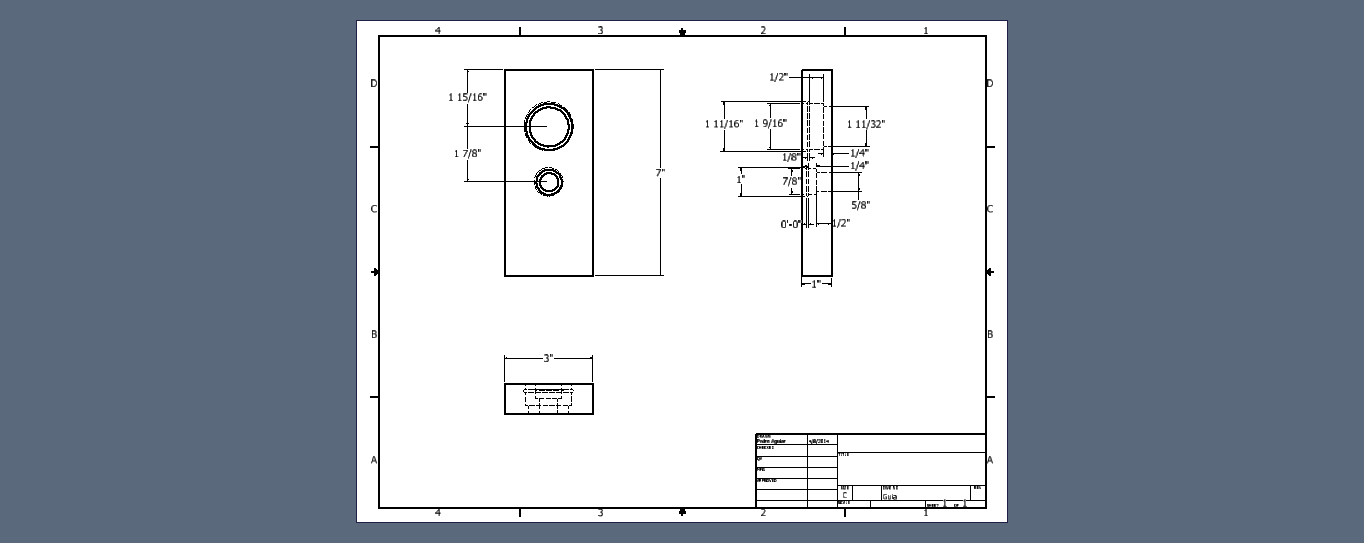 4 3 2 1
D D
1/2"
1 15/16"
1 11/16" 1 9/16" 1 11/32"
1 7/8"
1/8" 1/4"
1/4"
7"
1" 7/8"
5/8"
C C
0'-0" 1/2"
1"
B B
3"
DRAWN
Pedro Aguiar 4/8/2014
CHECKED
QA
TITLE
MFG
APPROVED
A A
SIZE DWG NO REV
C Guia
SCALE
SHEET 1 OF 1
4 3 2 1